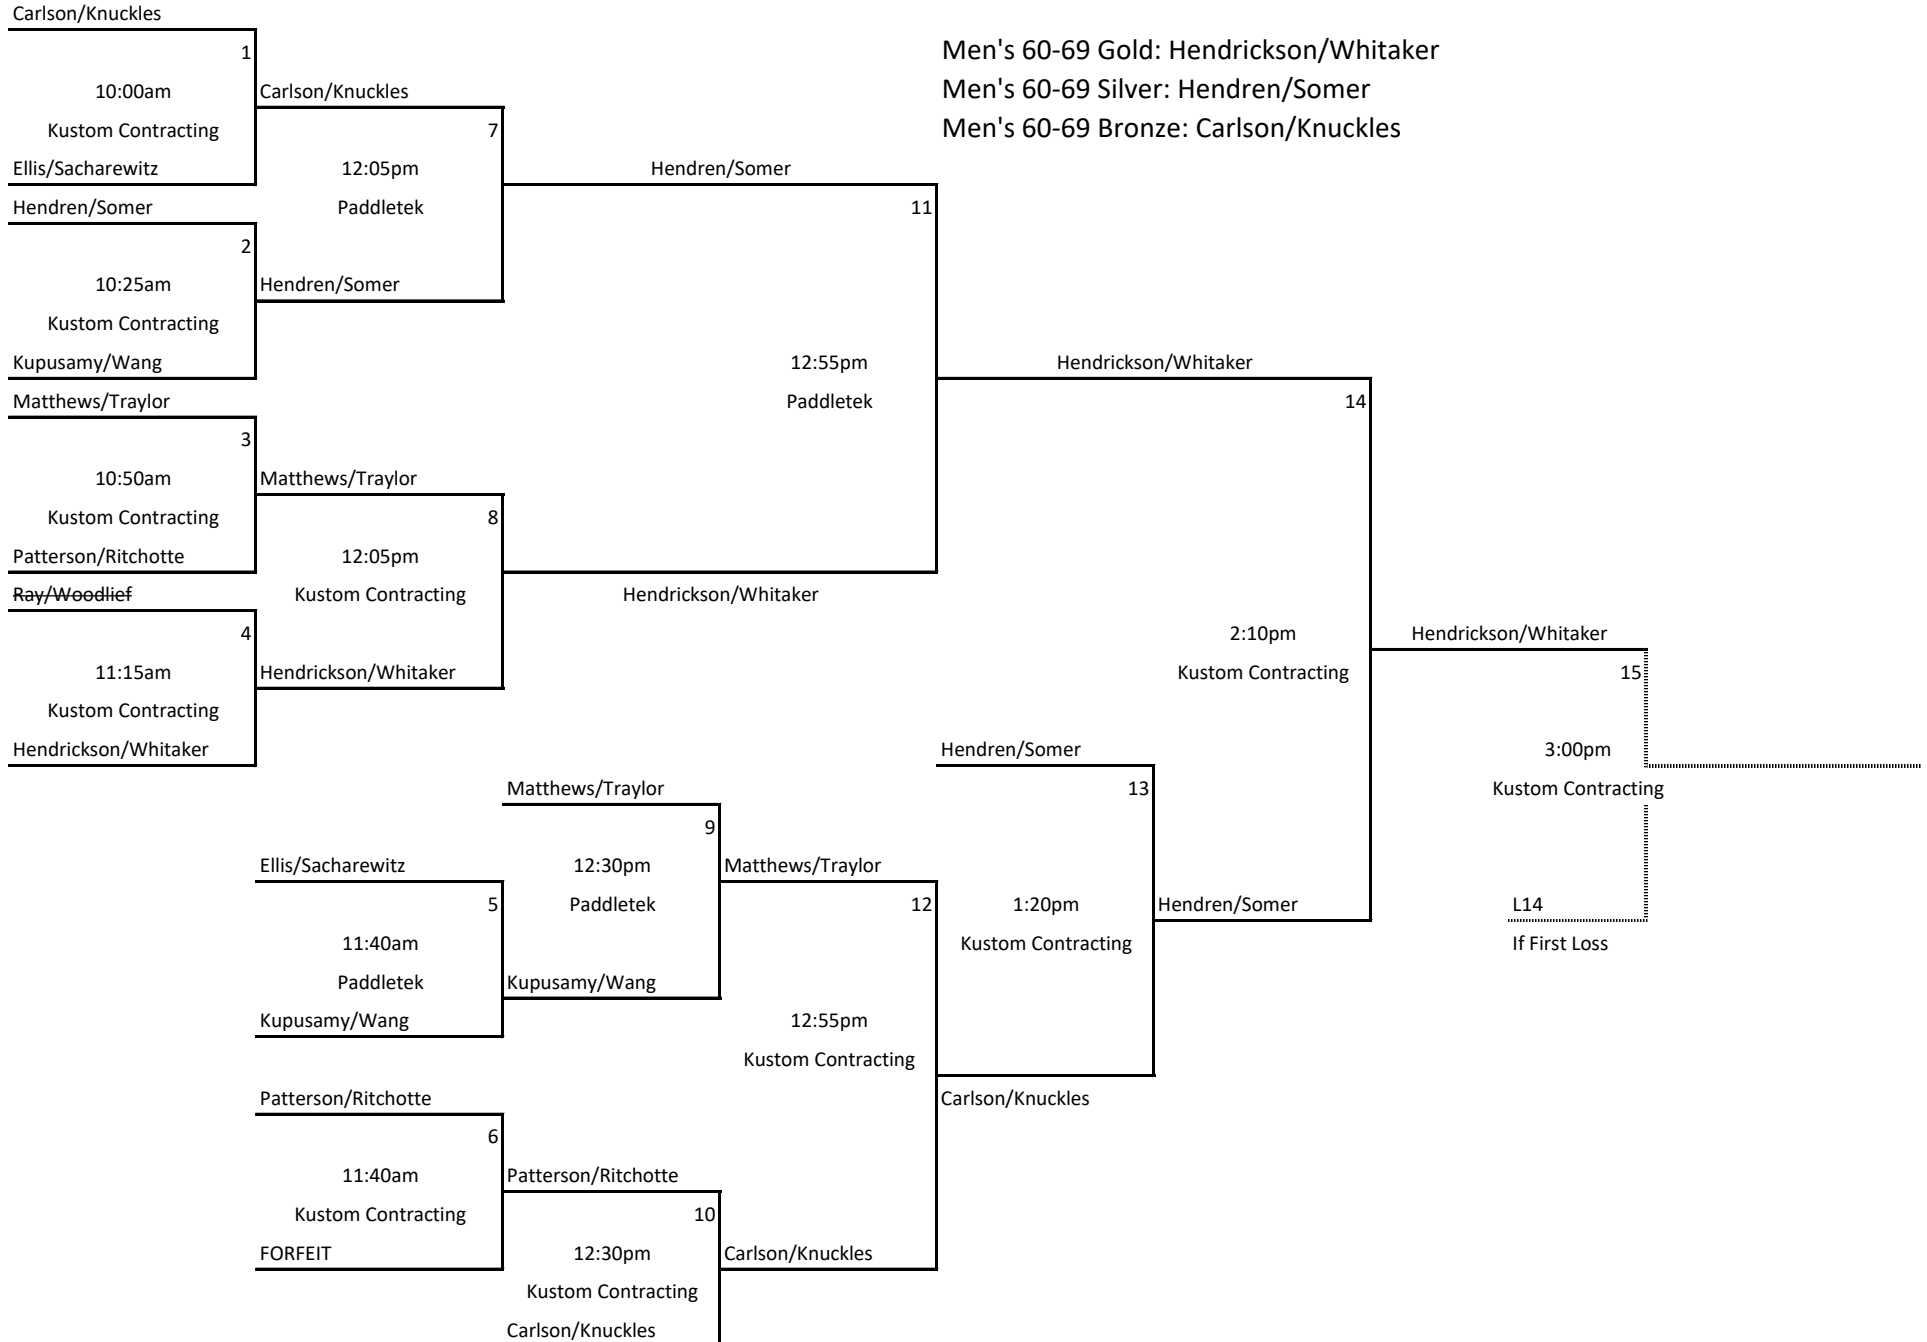 Carlson/Knuckles
1
Men's 60-69 Gold: Hendrickson/Whitaker
10:00am
Carlson/Knuckles
Men's 60-69 Silver: Hendren/Somer
Kustom Contracting
7
Men's 60-69 Bronze: Carlson/Knuckles
Ellis/Sacharewitz
12:05pm
Hendren/Somer
Hendren/Somer
Paddletek
11
2
10:25am
Hendren/Somer
Kustom Contracting
Kupusamy/Wang
12:55pm
Hendrickson/Whitaker
Matthews/Traylor
Paddletek
14
3
10:50am
Matthews/Traylor
Kustom Contracting
8
Patterson/Ritchotte
12:05pm
Ray/Woodlief
Kustom Contracting
Hendrickson/Whitaker
4
2:10pm
Hendrickson/Whitaker
11:15am
Hendrickson/Whitaker
Kustom Contracting
15
Kustom Contracting
Hendrickson/Whitaker
Hendren/Somer
3:00pm
Matthews/Traylor
13
Kustom Contracting
9
Ellis/Sacharewitz
12:30pm
Matthews/Traylor
5
Paddletek
12
1:20pm
Hendren/Somer
L14
11:40am
Kustom Contracting
If First Loss
Paddletek
Kupusamy/Wang
Kupusamy/Wang
12:55pm
Kustom Contracting
Patterson/Ritchotte
Carlson/Knuckles
6
11:40am
Patterson/Ritchotte
Kustom Contracting
10
FORFEIT
12:30pm
Carlson/Knuckles
Kustom Contracting
Carlson/Knuckles